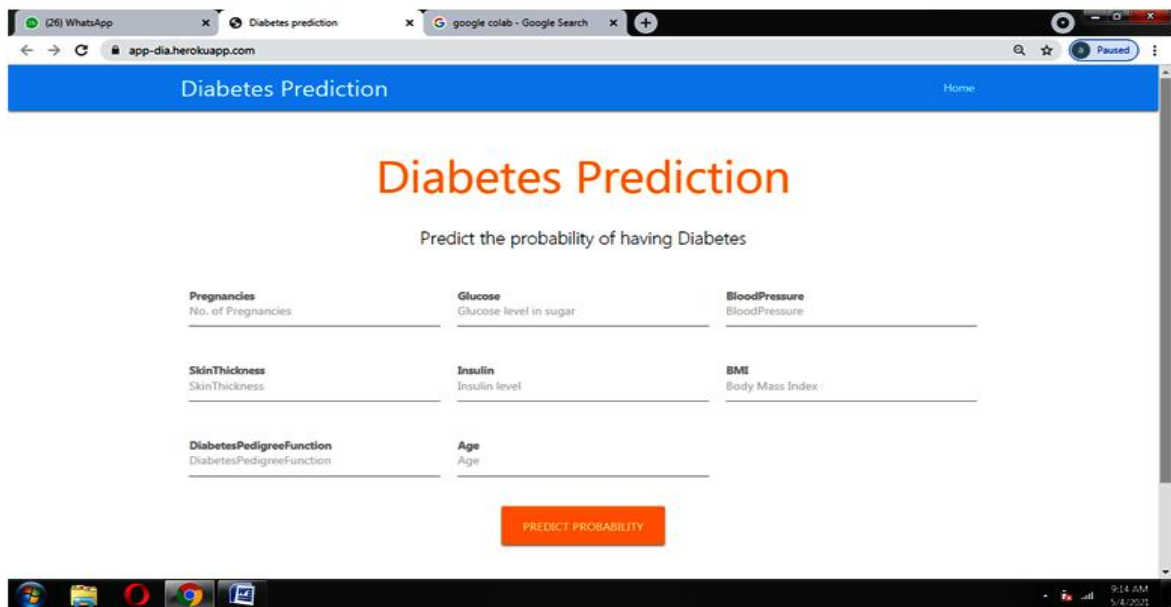 (26) WhatsApp
Diabetes prediction
google colab - Google Search
app-dia.herokuapp.com
Paused
Diabetes Prediction
Home
Diabetes Prediction
Predict the probability of having Diabetes
Pregnancies
No. of Pregnancies
Glucose
Glucose level in sugar
BloodPressure
BloodPressure
SkinThickness
SkinThickness
Insulin
Insulin level
BMI
Body Mass Index
DiabetesPedigreeFunction
DiabetesPedigreeFunction
Age
Age
PREDICT PROBABILITY
9:14 AM
5/4/2021